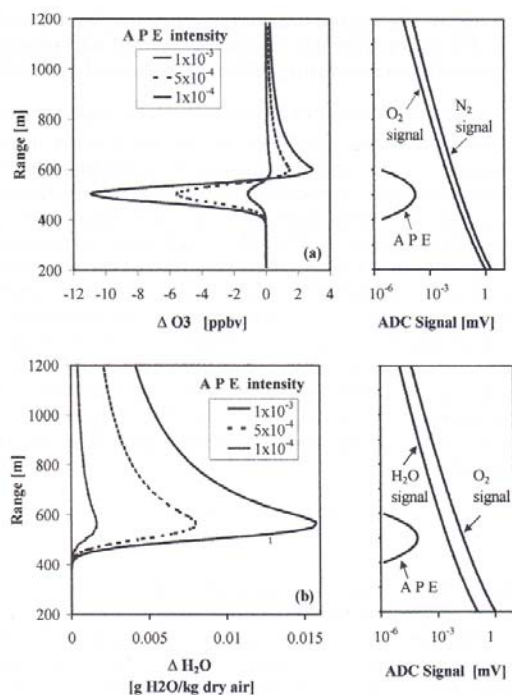 1200
1000
800
600
400
200
Range [m]
A P E intensity
1x10⁻³
5x10⁻⁴
1x10⁻⁴
(a)
-12 -10 -8 -6 -4 -2 0 2 4
Δ O3 [ppbv]
O₂ signal
N₂ signal
A P E
10⁻⁶ 10⁻³ 1 10
ADC Signal [mV]
1200
1000
800
600
400
200
Range [m]
A P E intensity
1x10⁻³
5x10⁻⁴
1x10⁻⁴
1
(b)
0 0.005 0.01 0.015
Δ H₂O
[g H2O/kg dry air]
H₂O signal
O₂ signal
A P E
10⁻⁶ 10⁻³ 1 10
ADC Signal [mV]